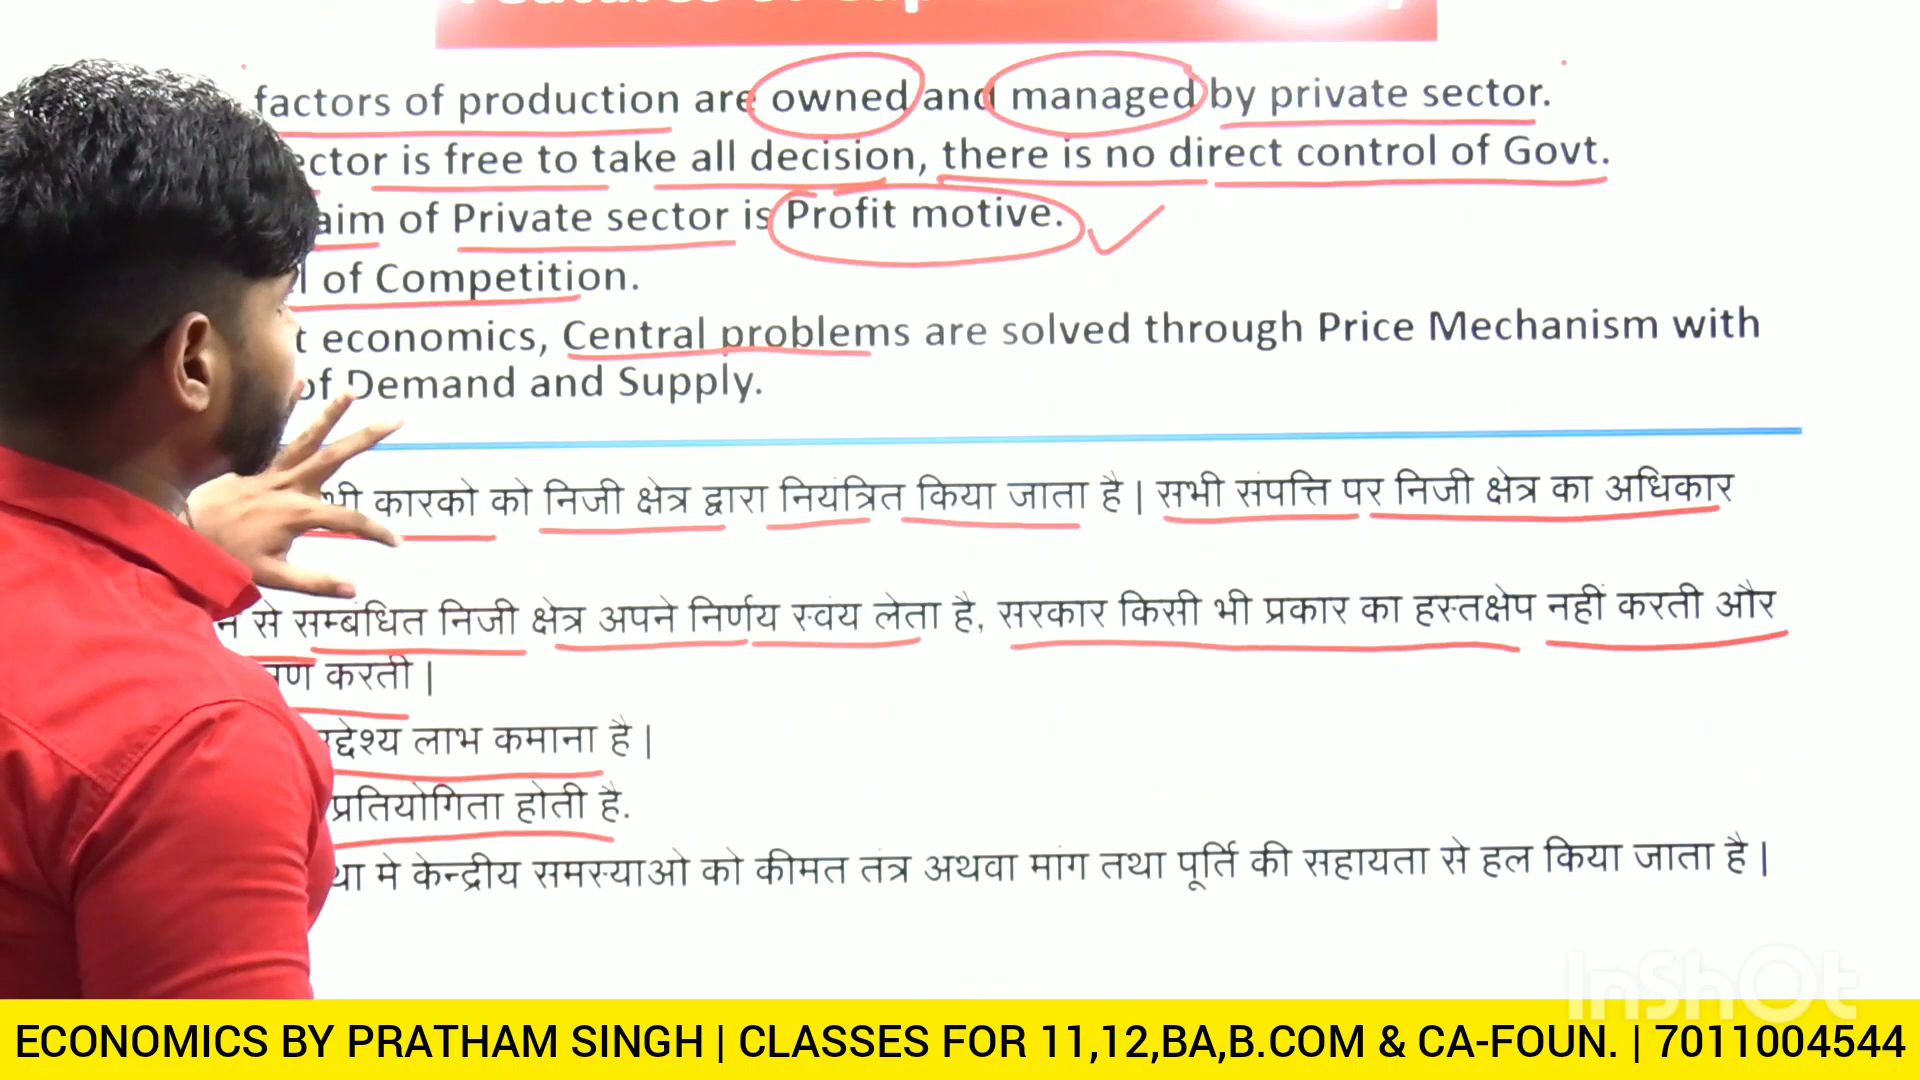 factors of production are owned and managed by private sector.
is free to take all decision, there is no direct control of Govt.
aim of Private sector is Profit motive.
of Competition.
economics, Central problems are solved through Price Mechanism with
of Demand and Supply.
कारको को निजी क्षेत्र द्वारा नियंत्रित किया जाता है | सभी संपत्ति पर निजी क्षेत्र का अधिकार
से सम्बंधित निजी क्षेत्र अपने निर्णय स्वंय लेता है, सरकार किसी भी प्रकार का हस्तक्षेप नही करती और
करती |
लाभ कमाना है |
प्रतियोगिता होती है.
मे केन्द्रीय समस्याओ को कीमत तंत्र अथवा मांग तथा पूर्ति की सहायता से हल किया जाता है |
InShOt
ECONOMICS BY PRATHAM SINGH | CLASSES FOR 11,12,BA,B.COM & CA-FOUN. | 7011004544